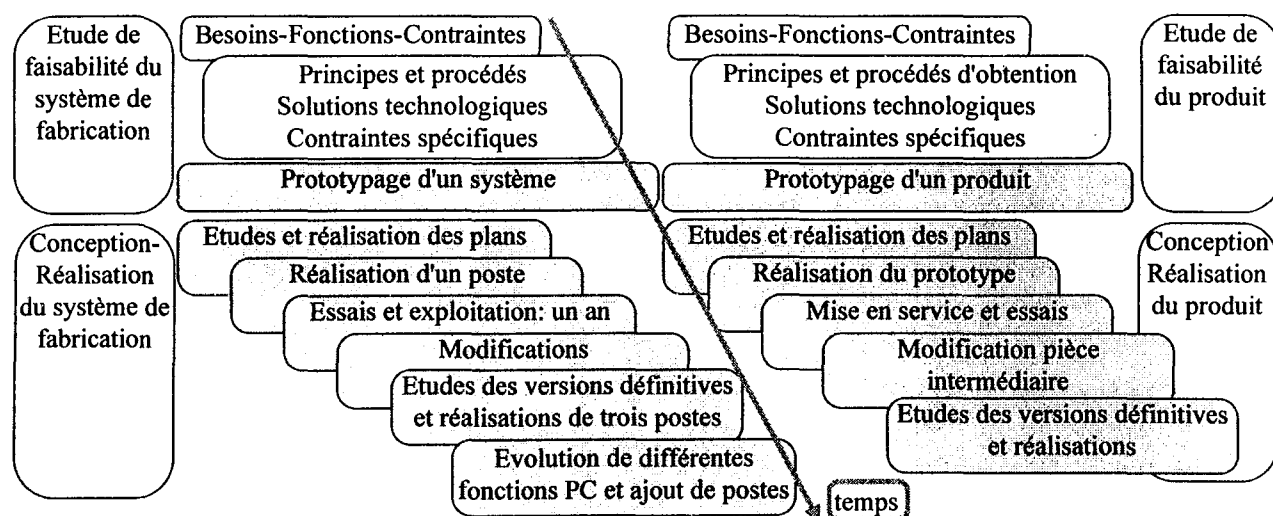 Etude de
faisabilité du
système de
fabrication
Besoins-Fonctions-Contraintes
Principes et procédés
Solutions technologiques
Contraintes spécifiques
Prototypage d'un système
Conception-
Réalisation
du système de
fabrication
Etudes et réalisation des plans
Réalisation d'un poste
Essais et exploitation: un an
Modifications
Etudes des versions définitives
et réalisations de trois postes
Evolution de différentes
fonctions PC et ajout de postes
temps
Besoins-Fonctions-Contraintes
Principes et procédés d'obtention
Solutions technologiques
Contraintes spécifiques
Prototypage d'un produit
Etude de
faisabilité
du produit
Etudes et réalisation des plans
Réalisation du prototype
Mise en service et essais
Modification pièce
intermédiaire
Etudes des versions définitives
et réalisations
Conception
Réalisation
du produit